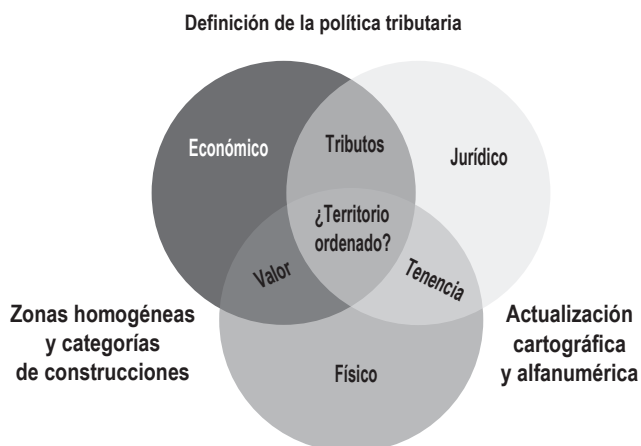 Definición de la política tributaria
Económico
Tributos
Jurídico
¿Territorio
ordenado?
Valor
Tenencia
Zonas homogéneas
y categorías
de construcciones
Actualización
cartográfica
y alfanumérica
Físico